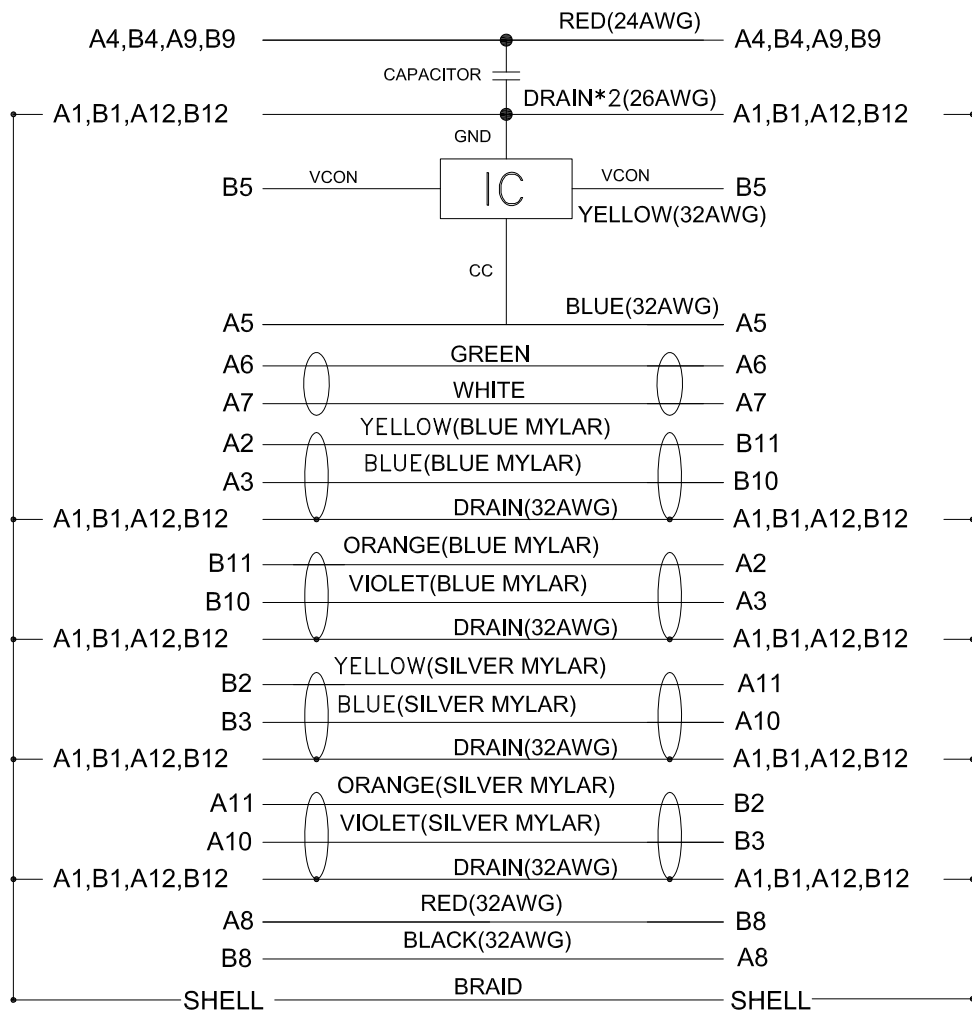 RED(24AWG)
A4,B4,A9,B9 A4,B4,A9,B9
CAPACITOR
DRAIN*2(26AWG)
A1,B1,A12,B12 A1,B1,A12,B12
GND
VCON IC VCON
B5 B5
YELLOW(32AWG)
CC
BLUE(32AWG)
A5 A5
GREEN
A6 A6
WHITE
A7 A7
YELLOW(BLUE MYLAR)
A2 B11
BLUE(BLUE MYLAR)
A3 B10
DRAIN(32AWG)
A1,B1,A12,B12 A1,B1,A12,B12
ORANGE(BLUE MYLAR)
B11 A2
VIOLET(BLUE MYLAR)
B10 A3
DRAIN(32AWG)
A1,B1,A12,B12 A1,B1,A12,B12
YELLOW(SILVER MYLAR)
B2 A11
BLUE(SILVER MYLAR)
B3 A10
DRAIN(32AWG)
A1,B1,A12,B12 A1,B1,A12,B12
ORANGE(SILVER MYLAR)
A11 B2
VIOLET(SILVER MYLAR)
A10 B3
DRAIN(32AWG)
A1,B1,A12,B12 A1,B1,A12,B12
RED(32AWG)
A8 B8
BLACK(32AWG)
B8 A8
BRAID
SHELL SHELL